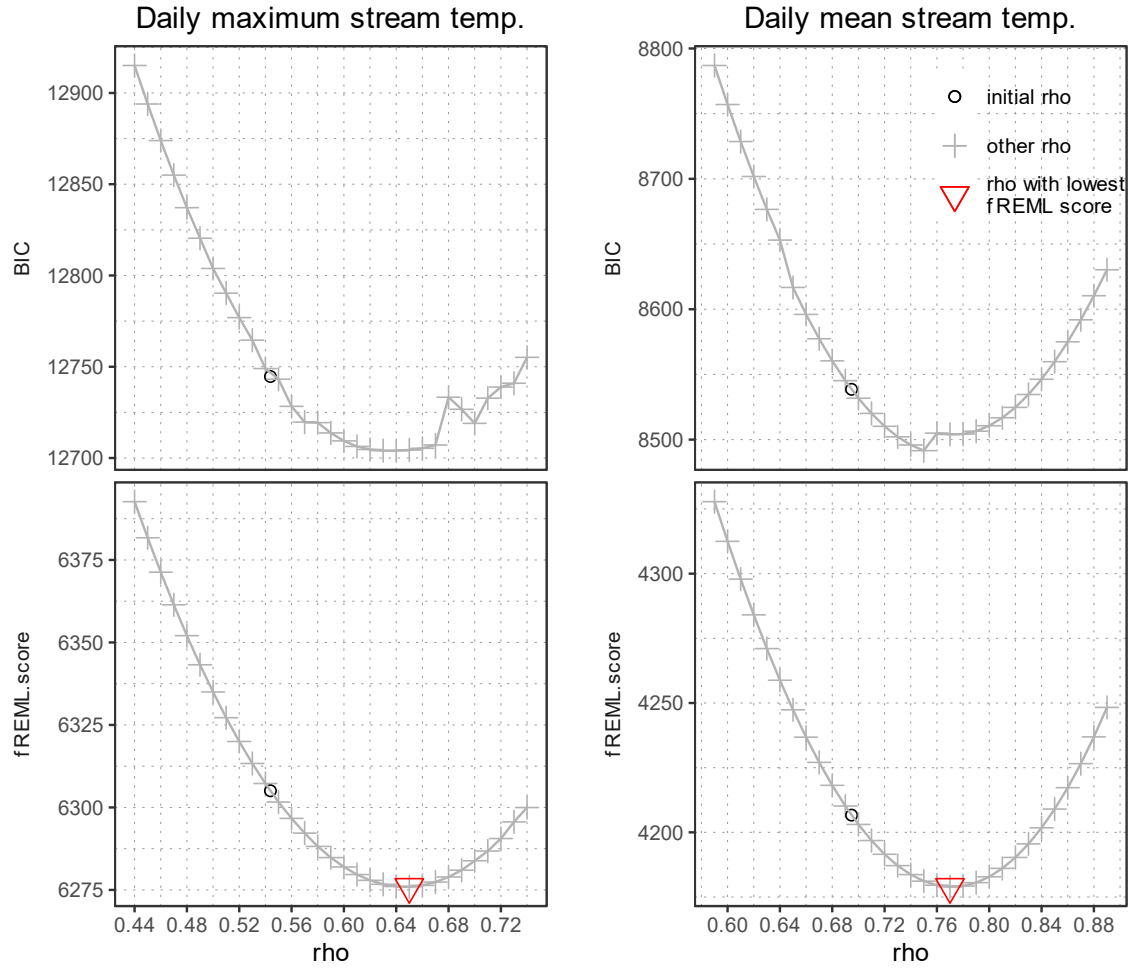 Daily maximum stream temp.
Daily mean stream temp.
BIC
12900
12850
12800
12750
12700
BIC
8800
8700
8600
8500
initial rho
other rho
rho with lowest
fREML score
fREML.score
6375
6350
6325
6300
6275
0.44 0.48 0.52 0.56 0.60 0.64 0.68 0.72
rho
fREML.score
4300
4250
4200
0.60 0.64 0.68 0.72 0.76 0.80 0.84 0.88
rho